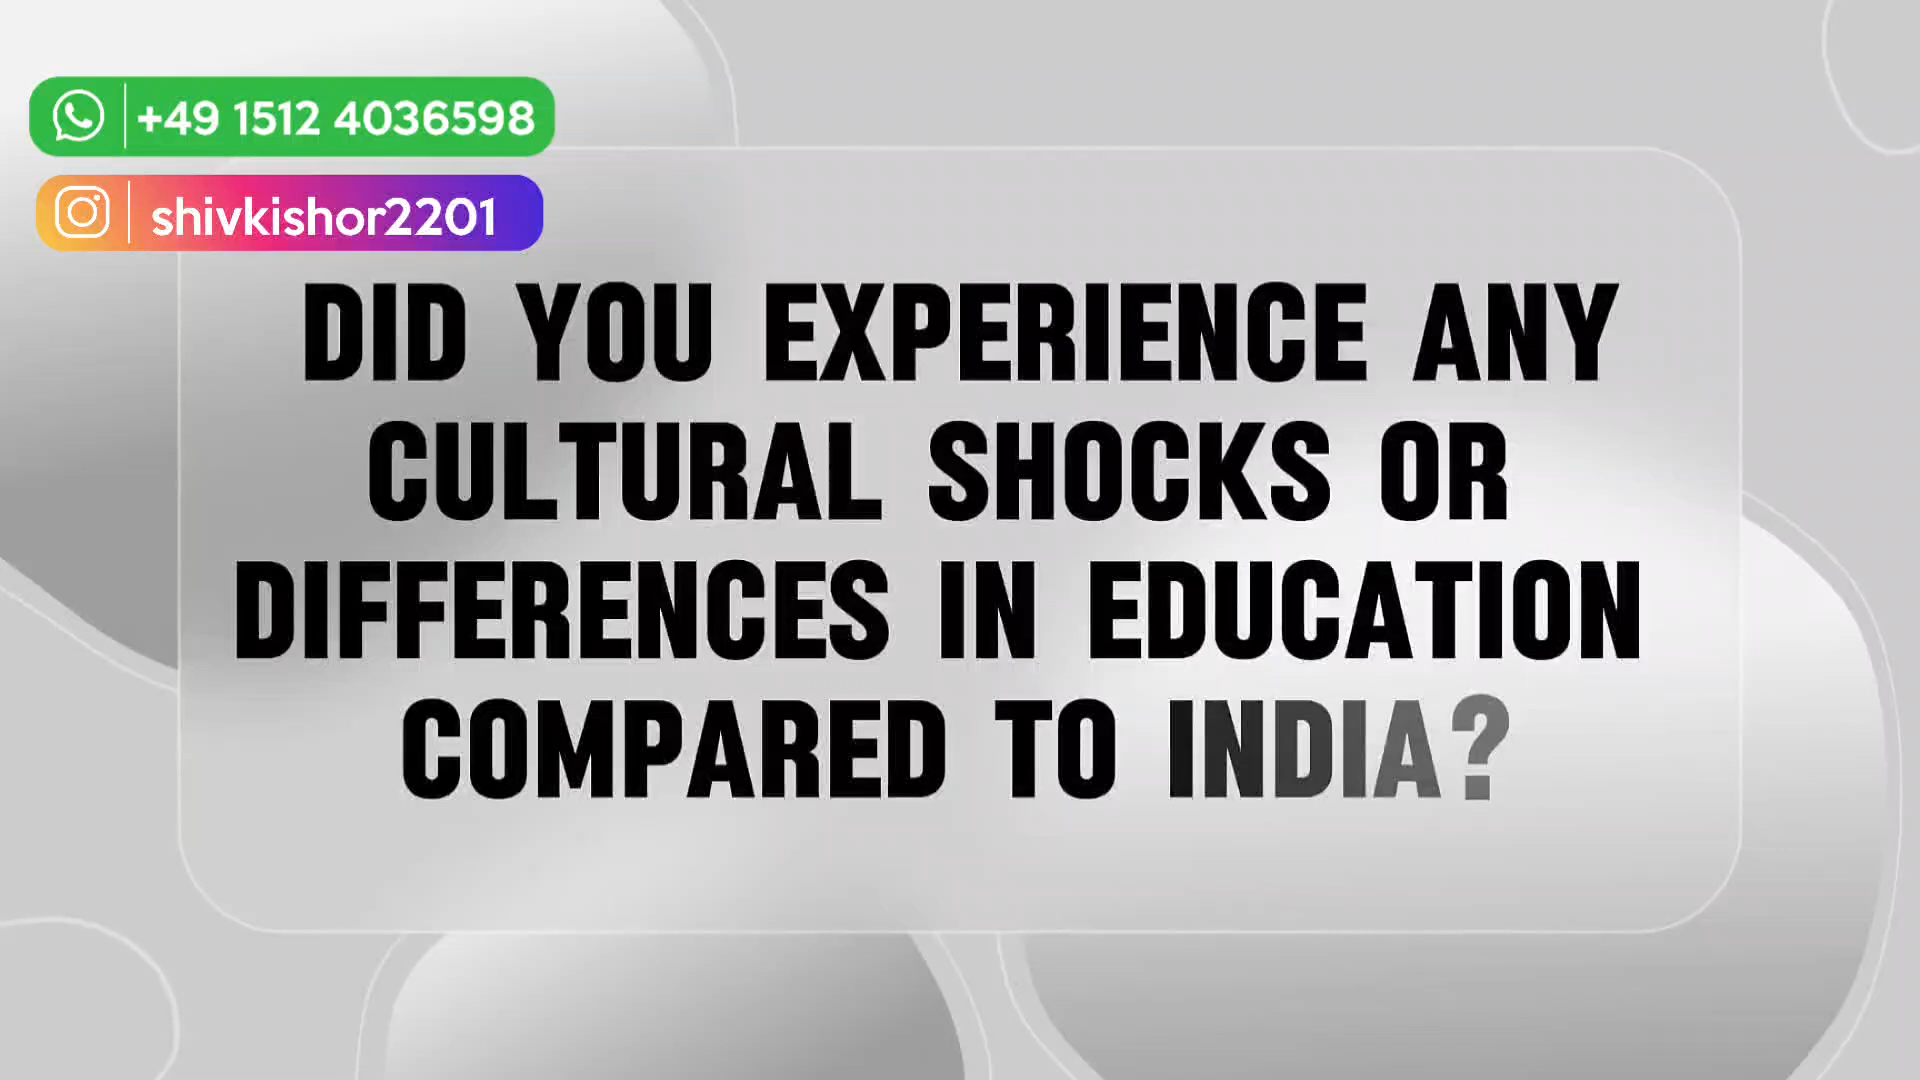 +49 1512 4036598
shivkishor2201
DID YOU EXPERIENCE ANY
CULTURAL SHOCKS OR
DIFFERENCES IN EDUCATION
COMPARED TO INDIA?